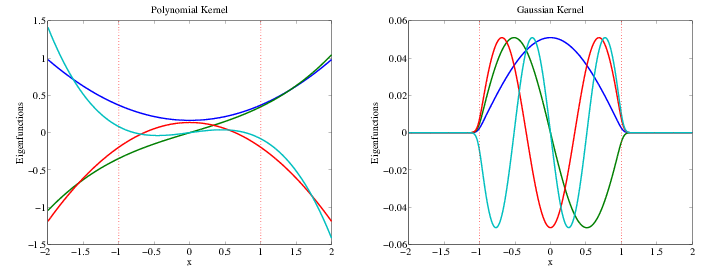 Polynomial Kernel
1.5
1
0.5
0
−0.5
−1
−1.5
Eigenfunctions
−2 −1.5 −1 −0.5 0 0.5 1 1.5 2
x
Gaussian Kernel
0.06
0.04
0.02
0
−0.02
−0.04
−0.06
Eigenfunctions
−2 −1.5 −1 −0.5 0 0.5 1 1.5 2
x